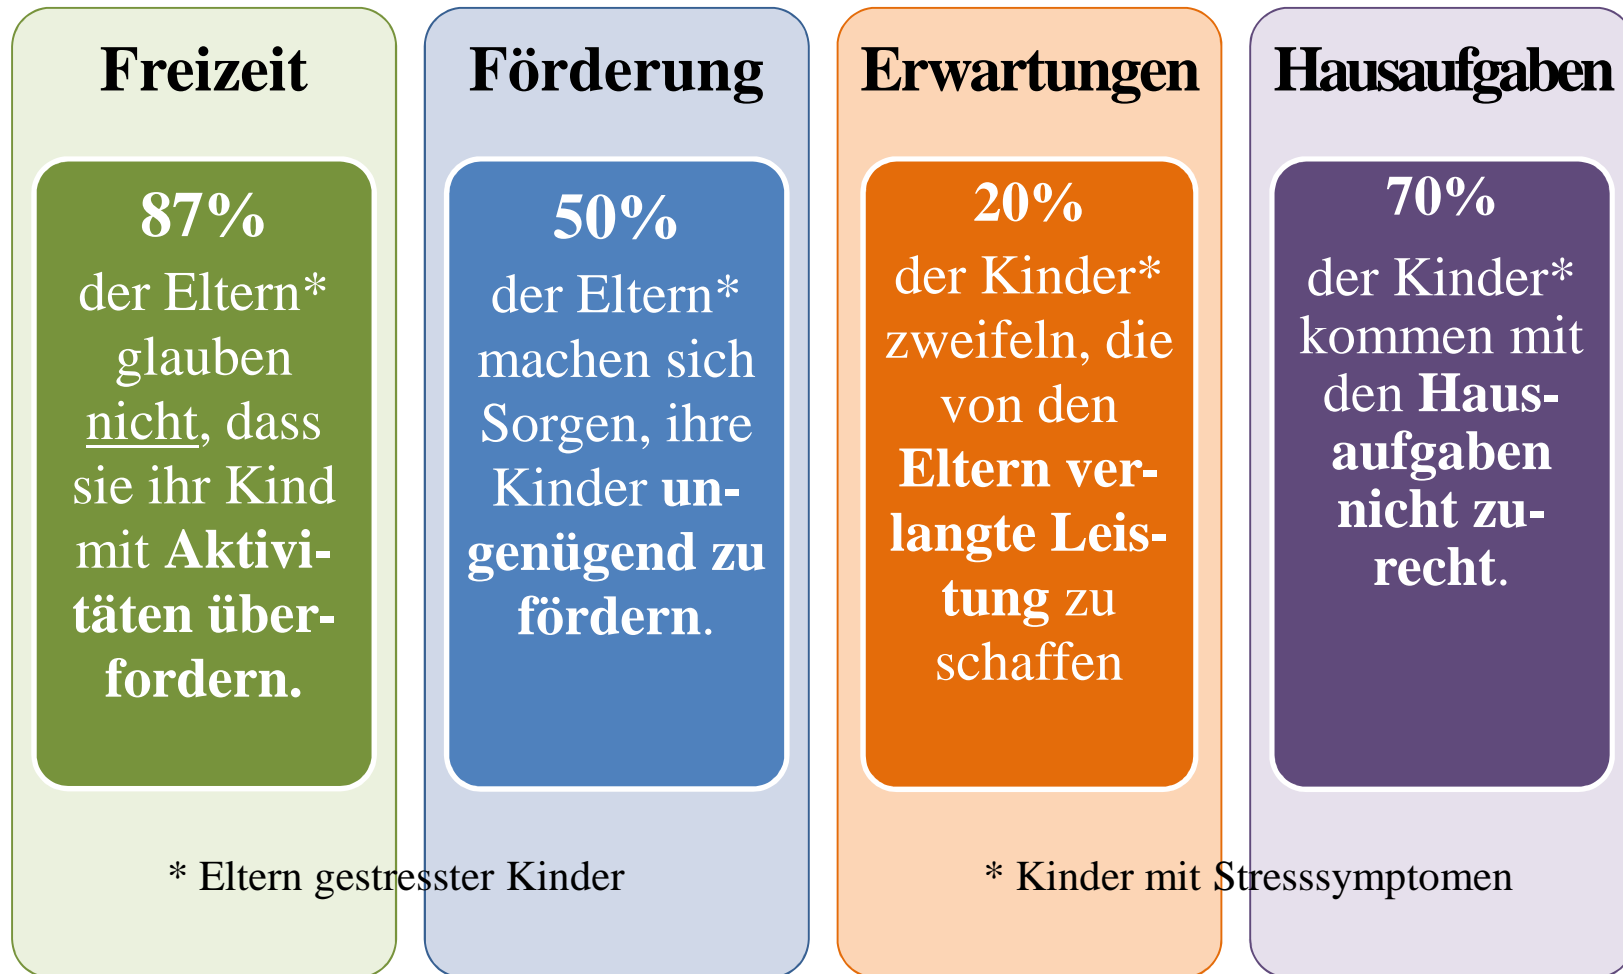 Freizeit
87%
der Eltern*
glauben
nicht, dass
sie ihr Kind
mit Aktivi-
täten über-
fordern.
Förderung
50%
der Eltern*
machen sich
Sorgen, ihre
Kinder un-
genügend zu
fördern.
* Eltern gestresster Kinder
Erwartungen
20%
der Kinder*
zweifeln, die
von den
Eltern ver-
langte Leis-
tung zu
schaffen
Hausaufgaben
70%
der Kinder*
kommen mit
den Haus-
aufgaben
nicht zu-
recht.
* Kinder mit Stresssymptomen